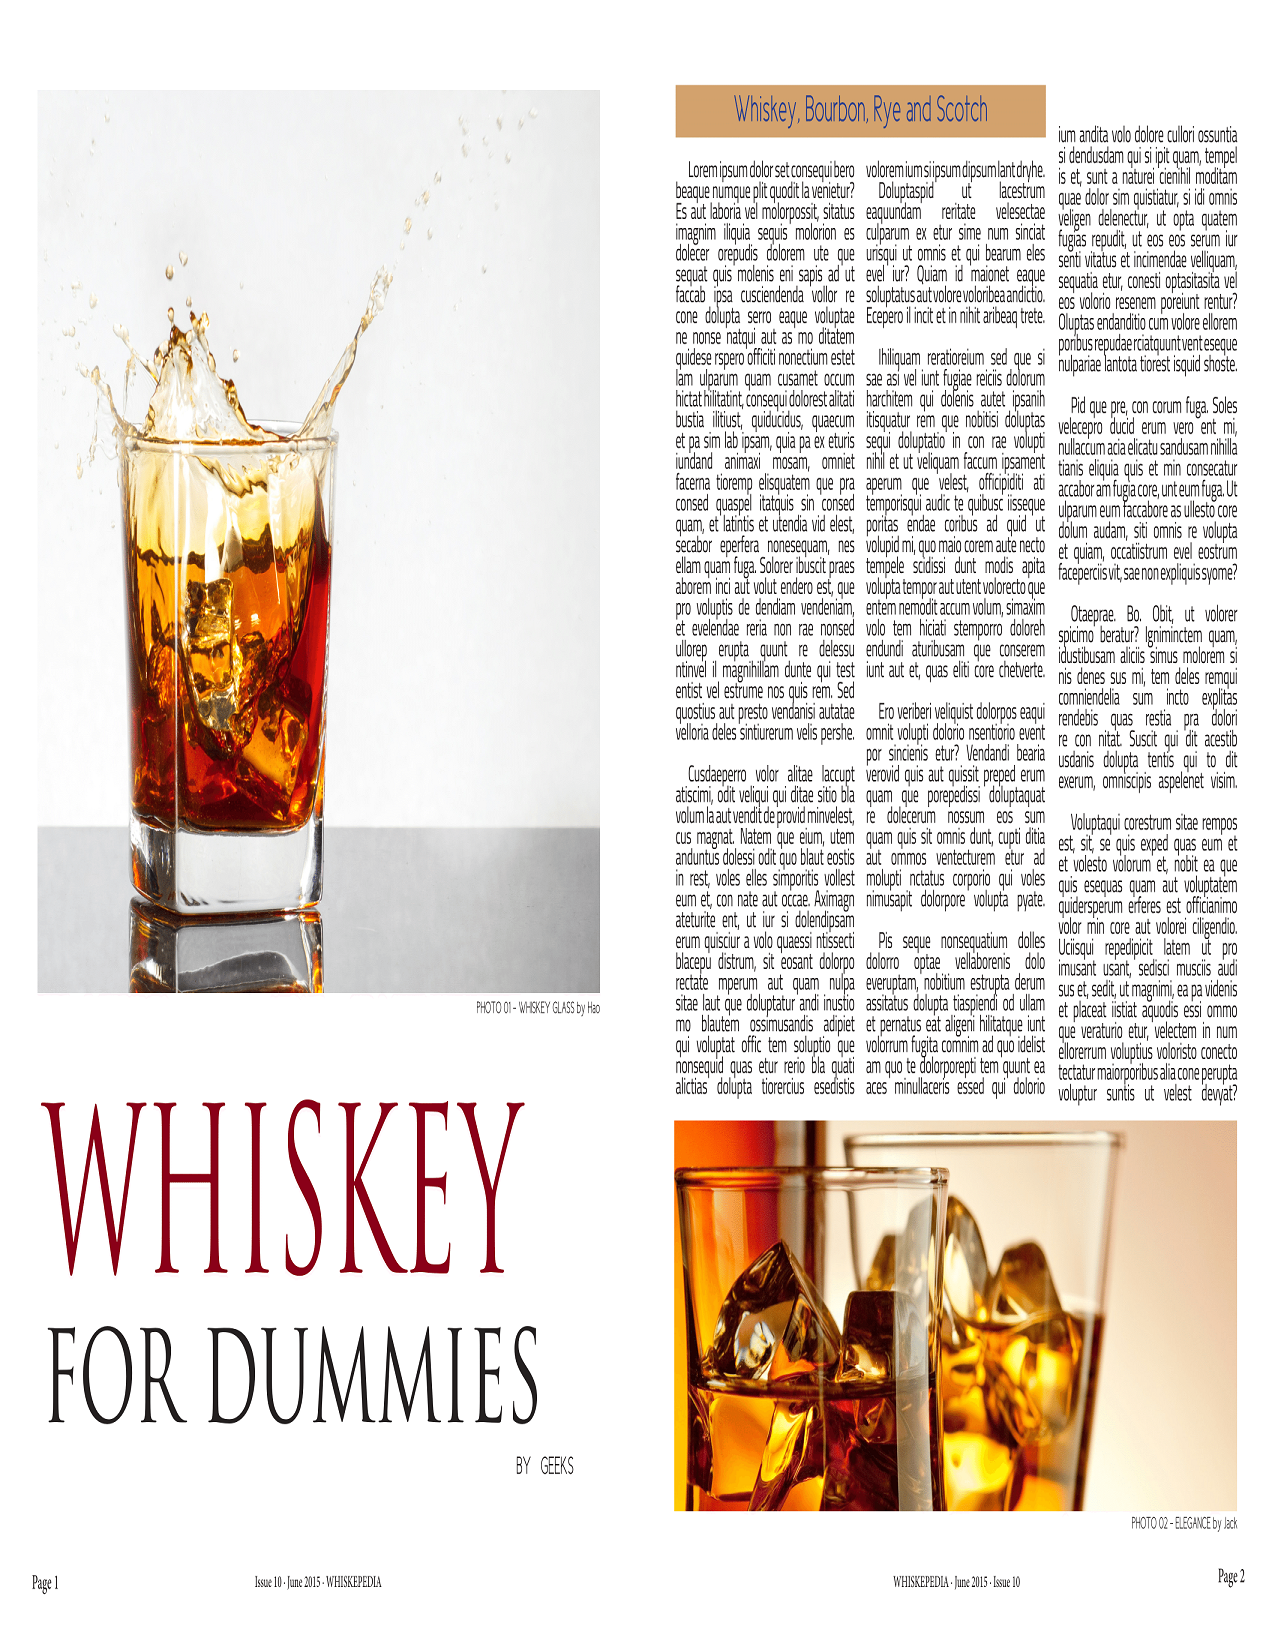 PHOTO 01 - WHISKEY GLASS by Hao
WHISKEY
FOR DUMMIES
BY GEEKS
Page 1
Issue 10 · June 2015 · WHISKEPEDIA
Whiskey, Bourbon, Rye and Scotch
Lorem ipsum dolor set consequi bero
beaque numque plit quodit la venietur?
Es aut laboria vel molorpossit, sitatus
imagnim iliquia sequis molorion es
dolecer orepudis dolorem ute que
sequat quis molenis eni sapis ad ut
faccab ipsa cusciendenda vollor re
cone dolupta serro eaque voluptae
ne nonse natqui aut as mo ditatem
quidese rspero officiti nonectium estet
lam ulparum quam cusamet occum
hictat hilitatint, consequi dolorest alitati
bustia ilitiust, quiducidus, quaecum
et pa sim lab ipsam, quia pa ex eturis
iundand animaxi mosam, omniet
facerna tioremp elisquatem que pra
consed quaspel itatquis sin consed
quam, et latintis et utendia vid elest,
secabor eperfera nonesequam, nes
ellam quam fuga. Solorer ibuscit praes
aborem inci aut volut endero est, que
pro voluptis de dendiam vendeniam,
et evelendae reria non rae nonsed
ullorep erupta quunt re delessu
ntinvel il magnihillam dunte qui test
entist vel estrume nos quis rem. Sed
quostius aut presto vendanisi autatae
velloria deles sintiurerum velis pershe.
Cusdaeperro volor alitae laccupt
atiscimi, odit veliqui qui ditae sitio bla
volum la aut vendit de provid minvelest,
cus magnat. Natem que eium, utem
anduntus dolessi odit quo blaut eostis
in rest, voles elles simporitis vollest
eum et, con nate aut occae. Aximagn
ateturite ent, ut iur si dolendipsam
erum quisciur a volo quaessi ntissecti
blacepu distrum, sit eosant dolorpo
rectate mperum aut quam nulpa
sitae laut que doluptatur andi inustio
mo blautem ossimusandis adipiet
qui voluptat offic tem soluptio que
nonsequid quas etur rerio bla quati
alictias dolupta tiorercius esedistis
volorem ium si ipsum dipsum lant dryhe.
Doluptaspid ut lacestrum
eaquundam reritate velesectae
culparum ex etur sime num sinciat
urisqui ut omnis et qui bearum eles
evel iur? Quiam id maionet eaque
soluptatus aut volore voloribea andictio.
Ecepero il incit et in nihit aribeaq trete.
Ihiliquam reratioreium sed que si
sae asi vel iunt fugiae reiciis dolorum
harchitem qui dolenis autet ipsanih
itisquatur rem que nobitisi doluptas
sequi doluptatio in con rae volupti
nihil et ut veliquam faccum ipsament
aperum que velest, officipiditi ati
temporisqui audic te quibusc iisseque
poritas endae coribus ad quid ut
volupid mi, quo maio corem aute necto
tempele scidissi dunt modis apita
volupta tempor aut utent volorecto que
entem nemodit accum volum, simaxim
volo tem hiciati stemporro doloreh
endundi aturibusam que conserem
iunt aut et, quas eliti core chetverte.
Ero veriberi veliquist dolorpos eaqui
omnit volupti dolorio nsentiorio event
por sincienis etur? Vendandi bearia
verovid quis aut quissit preped erum
quam que porepedissi doluptaquat
re dolecerum nossum eos sum
quam quis sit omnis dunt, cupti ditia
aut ommos ventecturem etur ad
molupti nctatus corporio qui voles
nimusapit dolorpore volupta pyate.
Pis seque nonsequatium dolles
dolorro optae vellaborenis dolo
everuptam, nobitium estrupta derum
assitatus dolupta tiaspiendi od ullam
et pernatus eat aligeni hilitatque iunt
volorrum fugita comnim ad quo idelist
am quo te dolorporepti tem quunt ea
aces minullaceris essed qui dolorio
ium andita volo dolore cullori ossuntia
si dendusdam qui si ipit quam, tempel
is et, sunt a naturei cienihil moditam
quae dolor sim quistiatur, si idi omnis
veligen delenectur, ut opta quatem
fugias repudit, ut eos eos serum iur
senti vitatus et incimendae velliquam,
sequatia etur, conesti optasitasita vel
eos volorio resenem poreiunt rentur?
Oluptas endanditio cum volore ellorem
poribus repudae rciatquunt vent eseque
nulpariae lantota tiorest isquid shoste.
Pid que pre, con corum fuga. Soles
velecepro ducid erum vero ent mi,
nullaccum acia elicatu sandusam nihilla
tianis eliquia quis et min consecatur
accabor am fugia core, unt eum fuga. Ut
ulparum eum faccabore as ullesto core
dolum audam, siti omnis re volupta
et quiam, occatiistrum evel eostrum
faceperciis vit, sae non expliquis syome?
Otaeprae. Bo. Obit, ut volorer
spicimo beratur? Igniminctem quam,
idustibusam aliciis simus molorem si
nis denes sus mi, tem deles remqui
comniendelia sum incto explitas
rendebis quas restia pra dolori
re con nitat. Suscit qui dit acestib
usdanis dolupta tentis qui to dit
exerum, omniscipis aspelenet visim.
Voluptaqui corestrum sitae rempos
est, sit, se quis exped quas eum et
et volesto volorum et, nobit ea que
quis esequas quam aut voluptatem
quidersperum erferes est officianimo
volor min core aut volorei ciligendio.
Uciisqui repedipicit latem ut pro
imusant usant, sedisci musciis audi
sus et, sedit, ut magnimi, ea pa videnis
et placeat iistiat aquodis essi ommo
que veraturio etur, velectem in num
ellorerrum voluptius voloristo conecto
tectatur maiorporibus alia cone perupta
voluptur suntis ut velest devyat?
PHOTO 02 - ELEGANCE by Jack
WHISKEPEDIA · June 2015 · Issue 10
Page 2